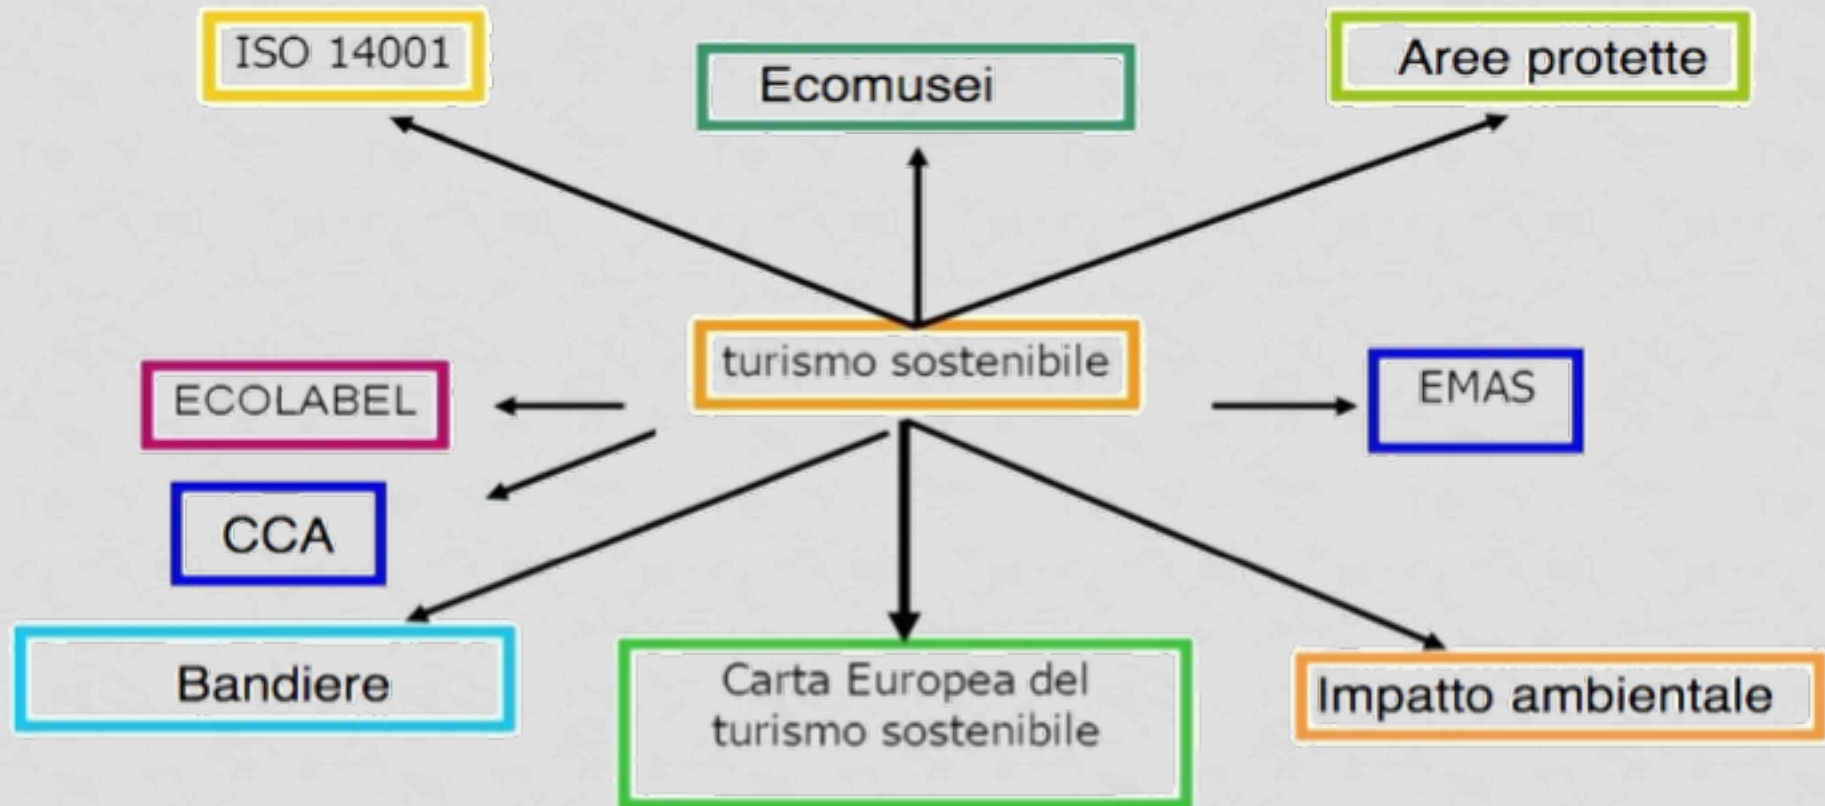 ISO 14001
Ecomusei
Aree protette
turismo sostenibile
ECOLABEL
EMAS
CCA
Bandiere
Carta Europea del
turismo sostenibile
Impatto ambientale